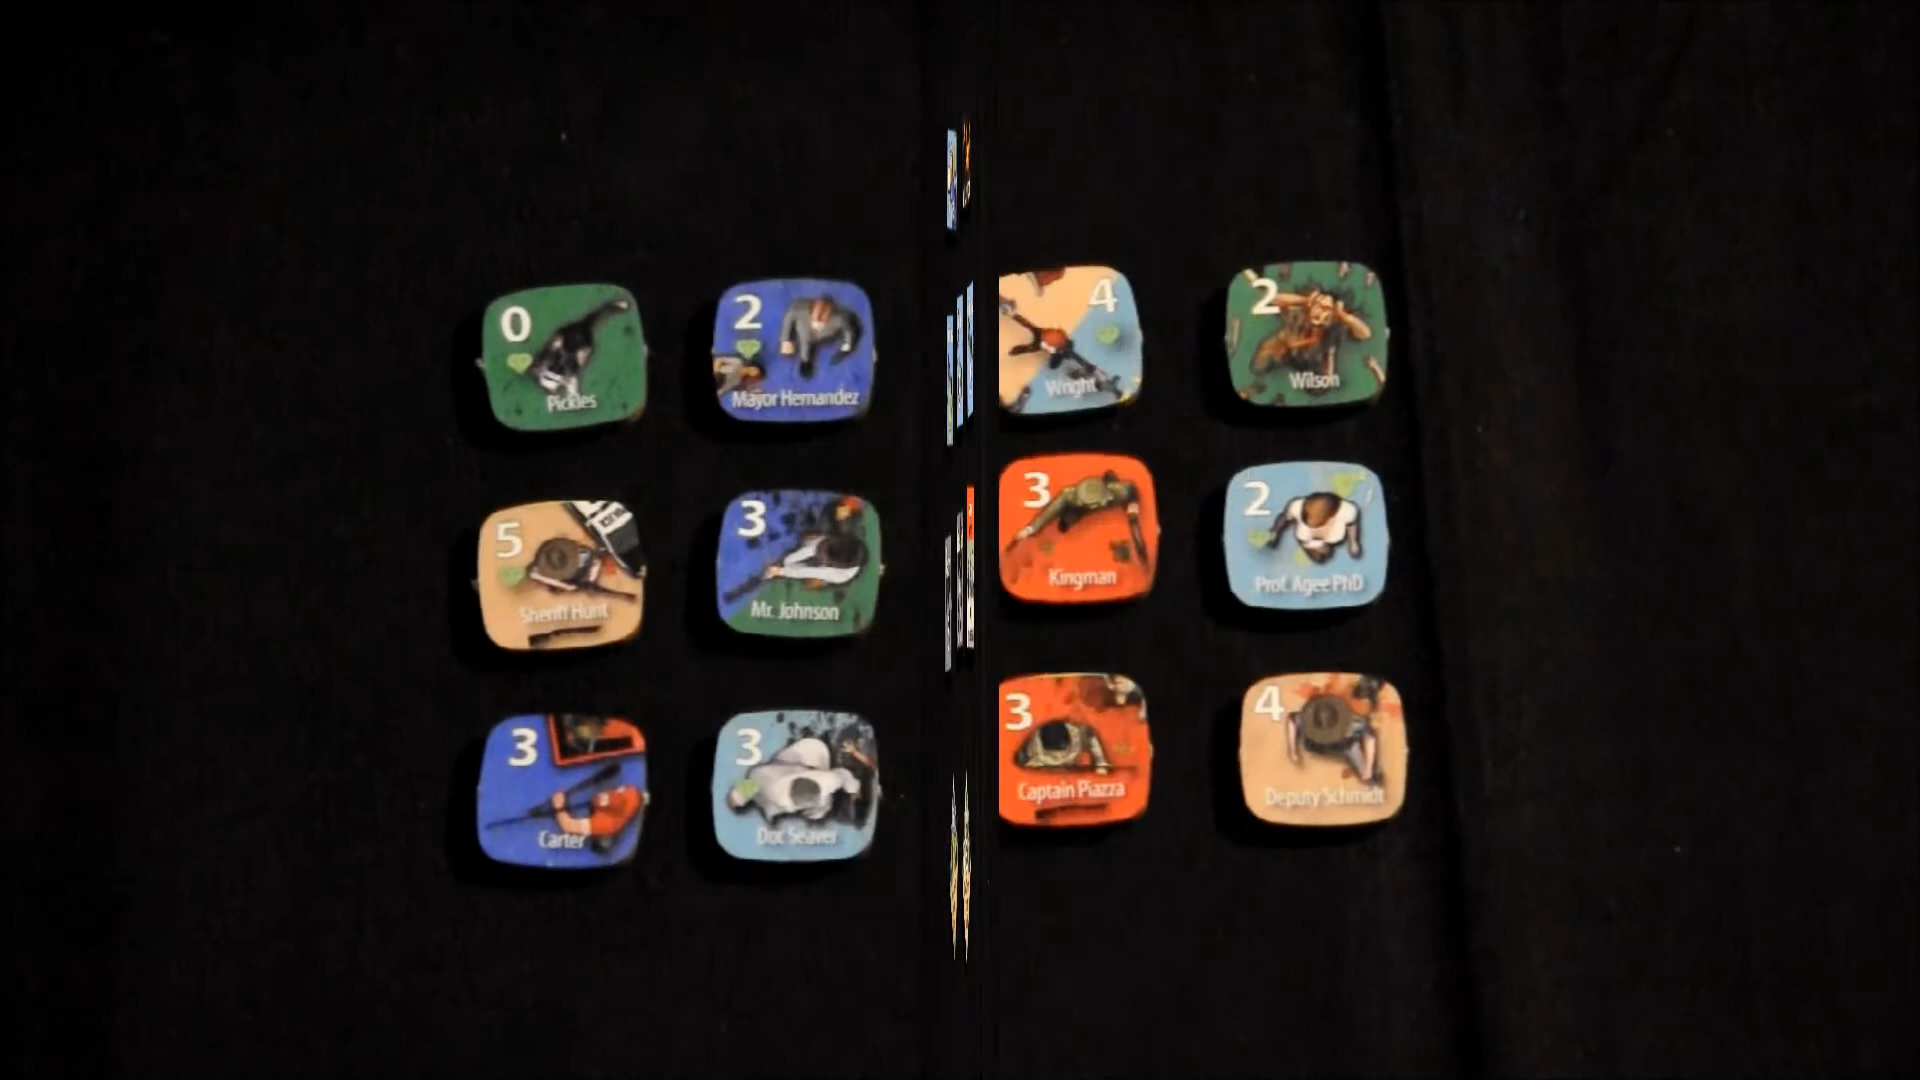 0
Pickles
2
Mayor Hernandez
4
Wright
2
Wilson
5
Sheriff Hunt
3
Mr. Johnson
3
Kingman
2
Prof. Agee PhD
3
Carter
3
Doc Seaver
3
Captain Piazza
4
Deputy Schmidt